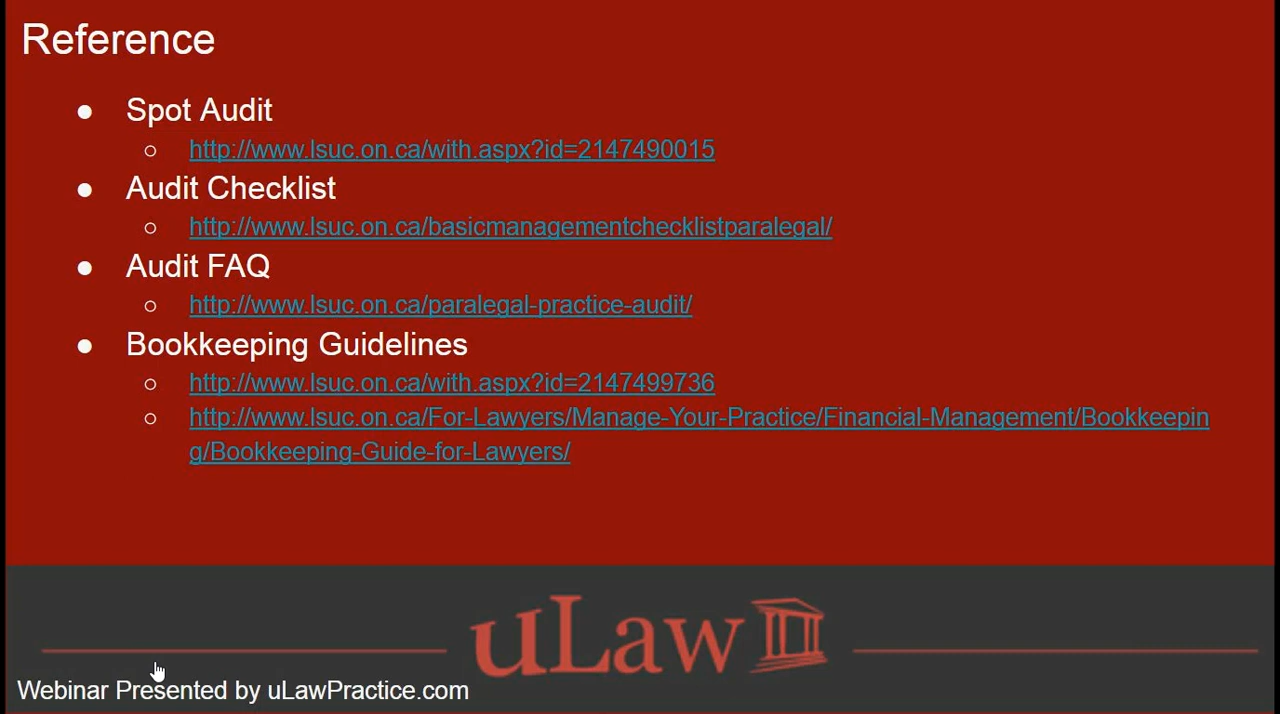 Reference
● Spot Audit
○ http://www.lsuc.on.ca/with.aspx?id=2147490015
● Audit Checklist
○ http://www.lsuc.on.ca/basicmanagementchecklistparalegal/
● Audit FAQ
○ http://www.lsuc.on.ca/paralegal-practice-audit/
● Bookkeeping Guidelines
○ http://www.lsuc.on.ca/with.aspx?id=2147499736
○ http://www.lsuc.on.ca/For-Lawyers/Manage-Your-Practice/Financial-Management/Bookkeepin
g/Bookkeeping-Guide-for-Lawyers/
uLaw
Webinar Presented by uLawPractice.com